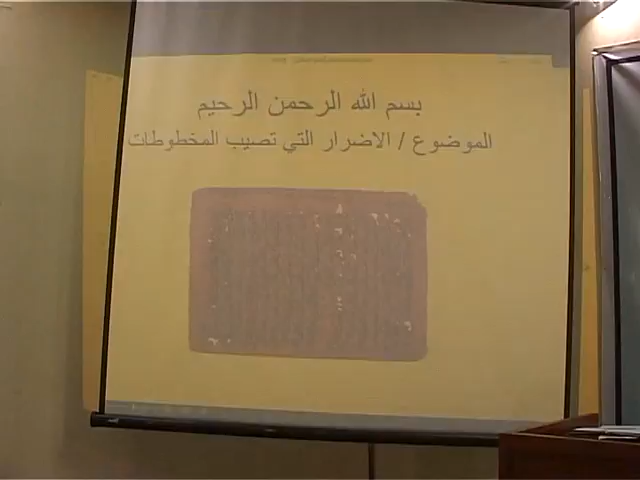 بسم الله الرحمن الرحيم
الموضوع / الاضرار التي تصيب المخطوطات